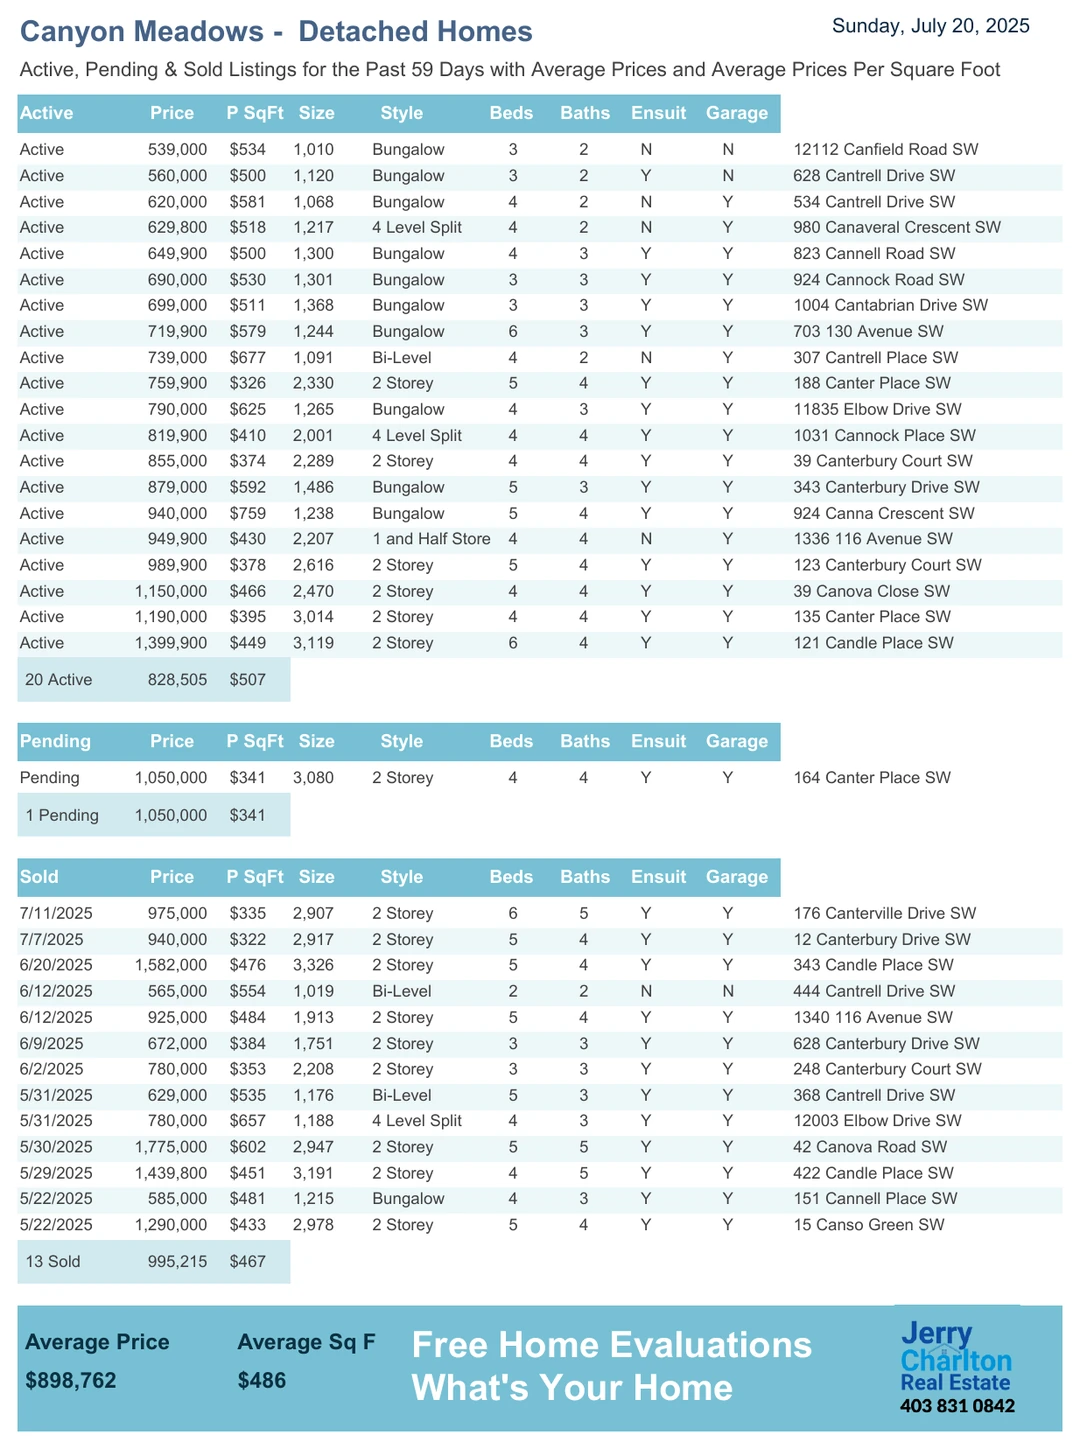 Canyon Meadows - Detached Homes
Sunday, July 20, 2025
Active, Pending & Sold Listings for the Past 59 Days with Average Prices and Average Prices Per Square Foot
Active Price P SqFt Size Style Beds Baths Ensuit Garage
Active 539,000 $534 1,010 Bungalow 3 2 N N 12112 Canfield Road SW
Active 560,000 $500 1,120 Bungalow 3 2 Y N 628 Cantrell Drive SW
Active 620,000 $581 1,068 Bungalow 4 2 N Y 534 Cantrell Drive SW
Active 629,800 $518 1,217 4 Level Split 4 2 N Y 980 Canaveral Crescent SW
Active 649,900 $500 1,300 Bungalow 4 3 Y Y 823 Cannell Road SW
Active 690,000 $530 1,301 Bungalow 3 3 Y Y 924 Cannock Road SW
Active 699,000 $511 1,368 Bungalow 3 3 Y Y 1004 Cantabrian Drive SW
Active 719,900 $579 1,244 Bungalow 6 3 Y Y 703 130 Avenue SW
Active 739,000 $677 1,091 Bi-Level 4 2 N Y 307 Cantrell Place SW
Active 759,900 $326 2,330 2 Storey 5 4 Y Y 188 Canter Place SW
Active 790,000 $625 1,265 Bungalow 4 3 Y Y 11835 Elbow Drive SW
Active 819,900 $410 2,001 4 Level Split 4 4 Y Y 1031 Cannock Place SW
Active 855,000 $374 2,289 2 Storey 4 4 Y Y 39 Canterbury Court SW
Active 879,000 $592 1,486 Bungalow 5 3 Y Y 343 Canterbury Drive SW
Active 940,000 $759 1,238 Bungalow 5 4 Y Y 924 Canna Crescent SW
Active 949,900 $430 2,207 1 and Half Store 4 4 N Y 1336 116 Avenue SW
Active 989,900 $378 2,616 2 Storey 5 4 Y Y 123 Canterbury Court SW
Active 1,150,000 $466 2,470 2 Storey 4 4 Y Y 39 Canova Close SW
Active 1,190,000 $395 3,014 2 Storey 4 4 Y Y 135 Canter Place SW
Active 1,399,900 $449 3,119 2 Storey 6 4 Y Y 121 Candle Place SW
20 Active 828,505 $507
Pending Price P SqFt Size Style Beds Baths Ensuit Garage
Pending 1,050,000 $341 3,080 2 Storey 4 4 Y Y 164 Canter Place SW
1 Pending 1,050,000 $341
Sold Price P SqFt Size Style Beds Baths Ensuit Garage
7/11/2025 975,000 $335 2,907 2 Storey 6 5 Y Y 176 Canterville Drive SW
7/7/2025 940,000 $322 2,917 2 Storey 5 4 Y Y 12 Canterbury Drive SW
6/20/2025 1,582,000 $476 3,326 2 Storey 5 4 Y Y 343 Candle Place SW
6/12/2025 565,000 $554 1,019 Bi-Level 2 2 N N 444 Cantrell Drive SW
6/12/2025 925,000 $484 1,913 2 Storey 5 4 Y Y 1340 116 Avenue SW
6/9/2025 672,000 $384 1,751 2 Storey 3 3 Y Y 628 Canterbury Drive SW
6/2/2025 780,000 $353 2,208 2 Storey 3 3 Y Y 248 Canterbury Court SW
5/31/2025 629,000 $535 1,176 Bi-Level 5 3 Y Y 368 Cantrell Drive SW
5/31/2025 780,000 $657 1,188 4 Level Split 4 3 Y Y 12003 Elbow Drive SW
5/30/2025 1,775,000 $602 2,947 2 Storey 5 5 Y Y 42 Canova Road SW
5/29/2025 1,439,800 $451 3,191 2 Storey 4 5 Y Y 422 Candle Place SW
5/22/2025 585,000 $481 1,215 Bungalow 4 3 Y Y 151 Cannell Place SW
5/22/2025 1,290,000 $433 2,978 2 Storey 5 4 Y Y 15 Canso Green SW
13 Sold 995,215 $467
Average Price Average Sq F
$898,762 $486
Free Home Evaluations
What's Your Home
Jerry
Charlton
Real Estate
403 831 0842